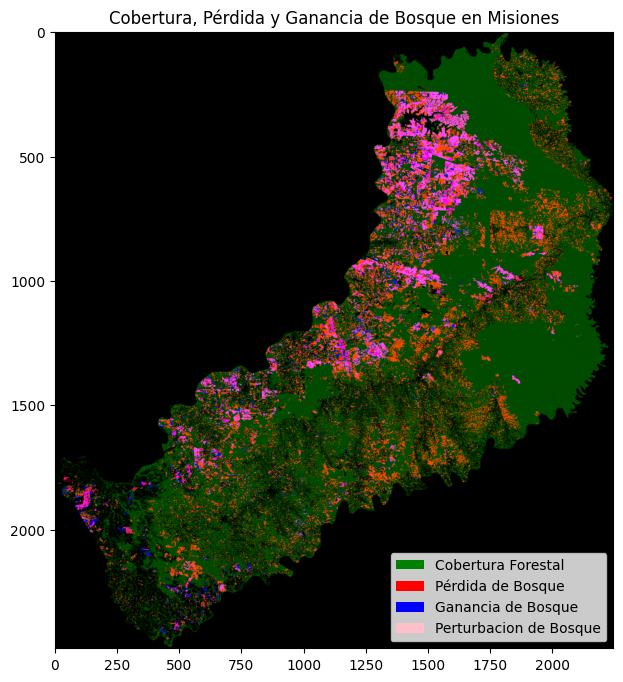 Cobertura, Pérdida y Ganancia de Bosque en Misiones
0
500
1000
1500
2000
Cobertura Forestal
Pérdida de Bosque
Ganancia de Bosque
Perturbacion de Bosque
0 250 500 750 1000 1250 1500 1750 2000